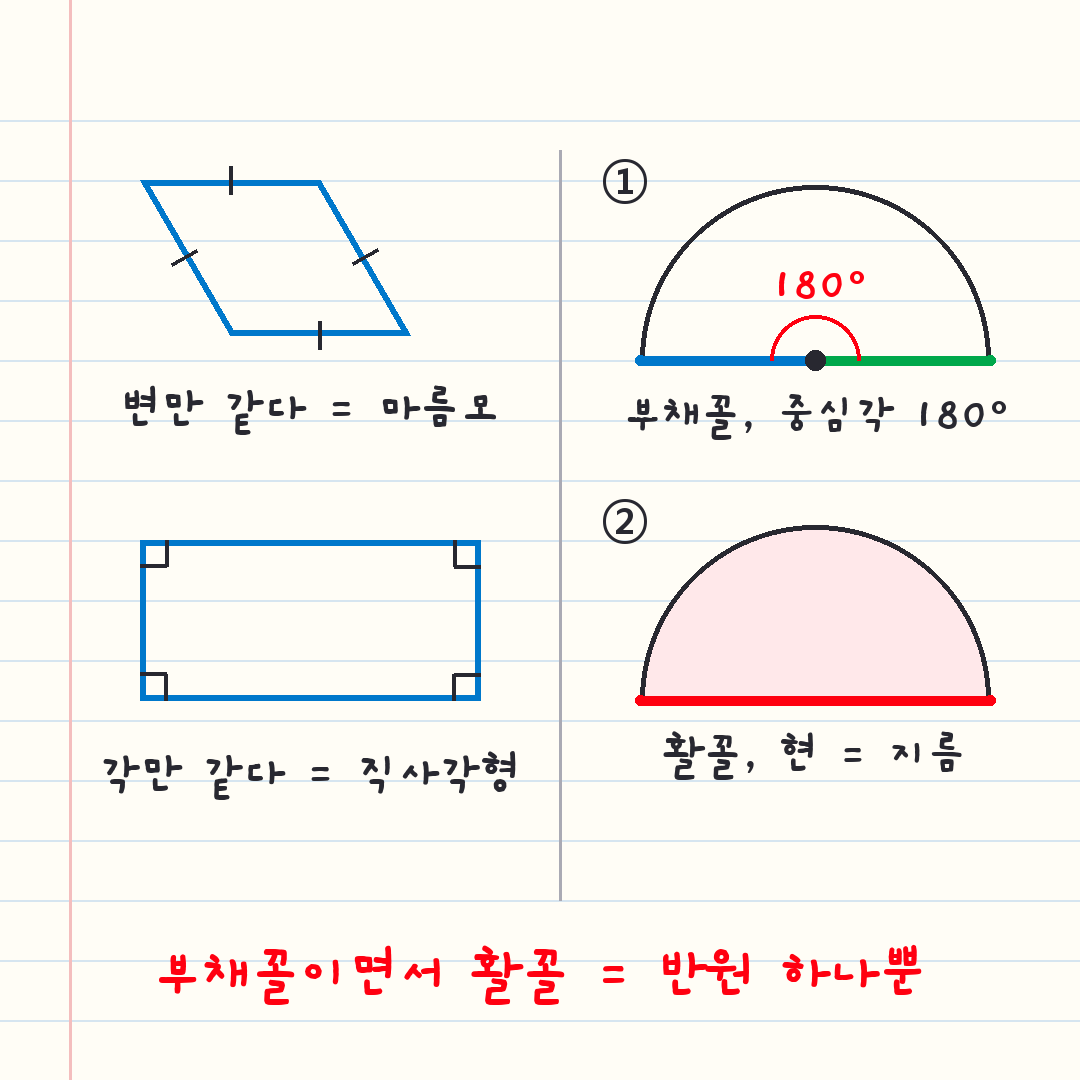 변만 같다 = 마름모
각만 같다 = 직사각형
①
180°
부채꼴, 중심각 180°
②
활꼴, 현 = 지름
부채꼴이면서 활꼴 = 반원 하나뿐